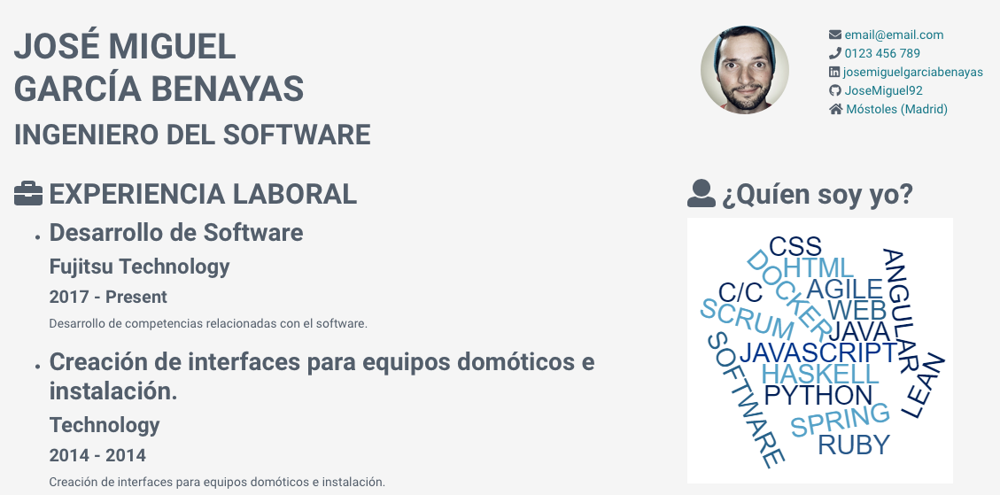 JOSÉ MIGUEL
GARCÍA BENAYAS
INGENIERO DEL SOFTWARE
email@email.com
0123 456 789
josemiguelgarciabenayas
JoseMiguel92
Móstoles (Madrid)
EXPERIENCIA LABORAL
Desarrollo de Software
Fujitsu Technology
2017 - Present
Desarrollo de competencias relacionadas con el software.
Creación de interfaces para equipos domóticos e
instalación.
Technology
2014 - 2014
Creación de interfaces para equipos domóticos e instalación.
¿Quíen soy yo?
CSS
HTML
DOCKER
ANGULAR
C/C
AGILE
SCRUM
WEB
JAVA
JAVASCRIPT
SOFTWARE
HASKELL
LEAN
PYTHON
SPRING
RUBY